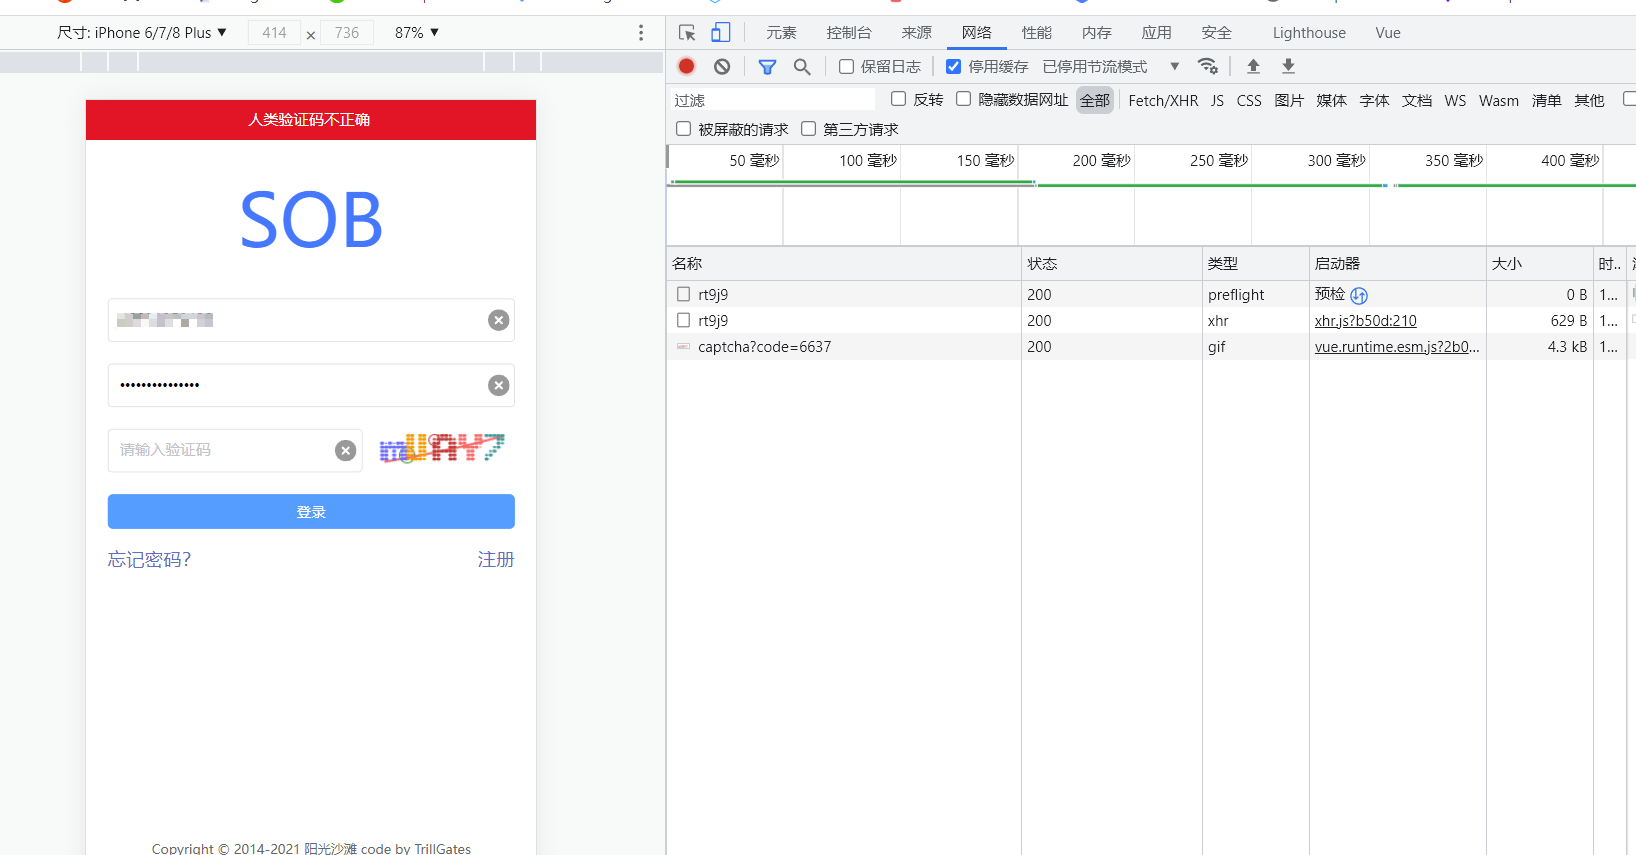 尺寸: iPhone 6/7/8 Plus ▼ 414 × 736 87% ▼
元素 控制台 来源 网络 性能 内存 应用 安全 Lighthouse Vue
保留日志 停用缓存 已停用节流模式 ▼
过滤 反转 隐藏数据网址 全部 Fetch/XHR JS CSS 图片 媒体 字体 文档 WS Wasm 清单 其他
被屏蔽的请求 第三方请求
50 毫秒 100 毫秒 150 毫秒 200 毫秒 250 毫秒 300 毫秒 350 毫秒 400 毫秒
名称 状态 类型 启动器 大小 时..
rt9j9 200 preflight 预检 0 B 1...
rt9j9 200 xhr xhr.js?b50d:210 629 B 1...
captcha?code=6637 200 gif vue.runtime.esm.js?2b0... 4.3 kB 1...
人类验证码不正确
SOB
•••••••••••••••
请输入验证码
登录
忘记密码? 注册
Copyright © 2014-2021 阳光沙滩 code by TrillGates